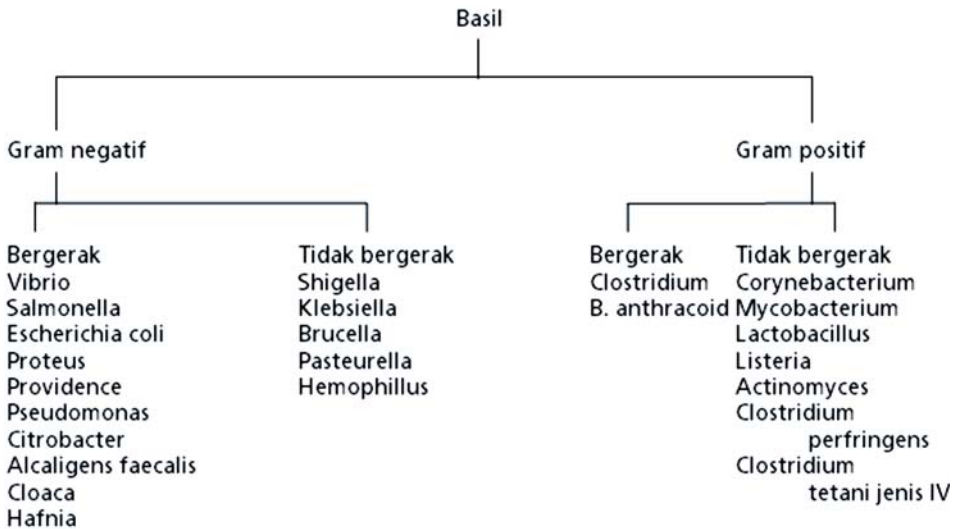 Basil
Gram negatif
Gram positif
Bergerak
Vibrio
Salmonella
Escherichia coli
Proteus
Providence
Pseudomonas
Citrobacter
Alcaligens faecalis
Cloaca
Hafnia
Tidak bergerak
Shigella
Klebsiella
Brucella
Pasteurella
Hemophillus
Bergerak
Clostridium
B. anthracoid
Tidak bergerak
Corynebacterium
Mycobacterium
Lactobacillus
Listeria
Actinomyces
Clostridium
perfringens
Clostridium
tetani jenis IV